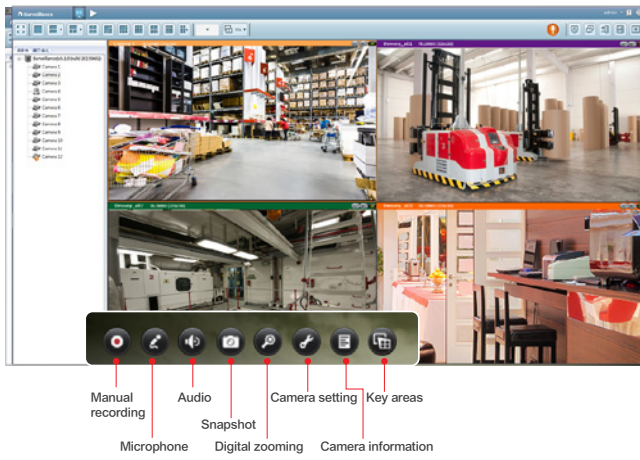 Surveillance
admin
Camera 1
Camera 2
Camera 3
Camera 4
Camera 5
Camera 6
Camera 7
Camera 8
Camera 9
Camera 10
Camera 11
Camera 12
Manual
recording
Audio
Camera setting
Key areas
Snapshot
Microphone
Digital zooming
Camera information